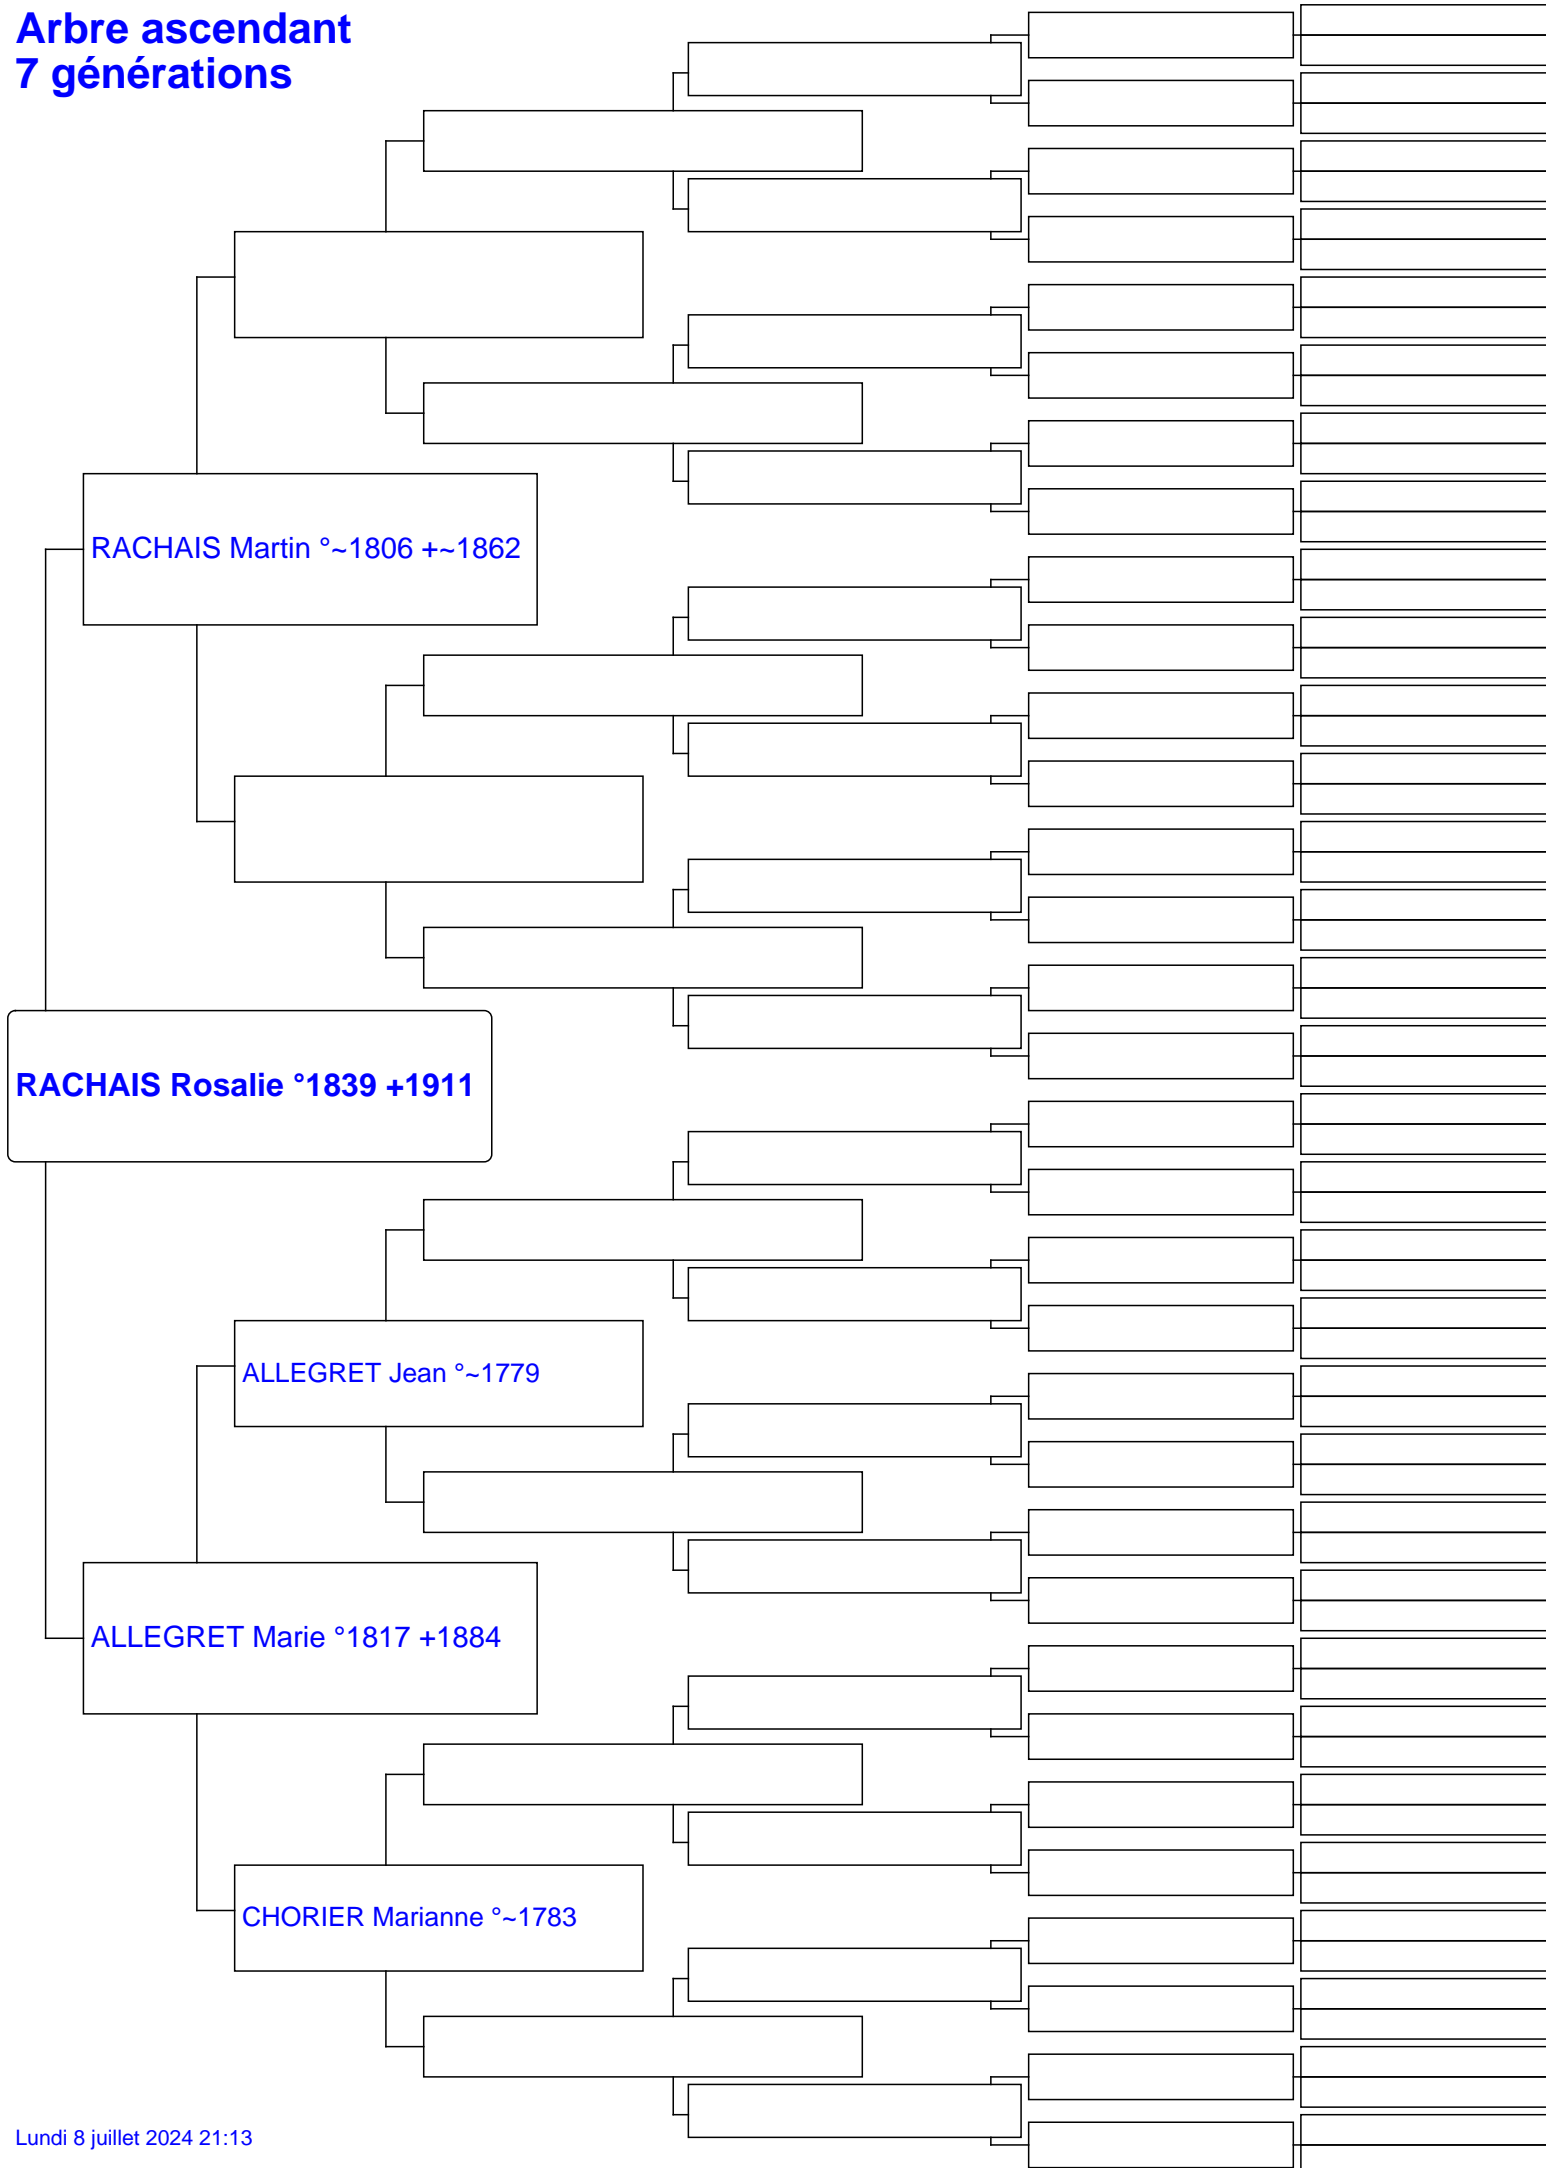 Arbre ascendant
7 générations
RACHAIS Martin °~1806 +~1862
RACHAIS Rosalie °1839 +1911
ALLEGRET Jean °~1779
ALLEGRET Marie °1817 +1884
CHORIER Marianne °~1783
Lundi 8 juillet 2024 21:13